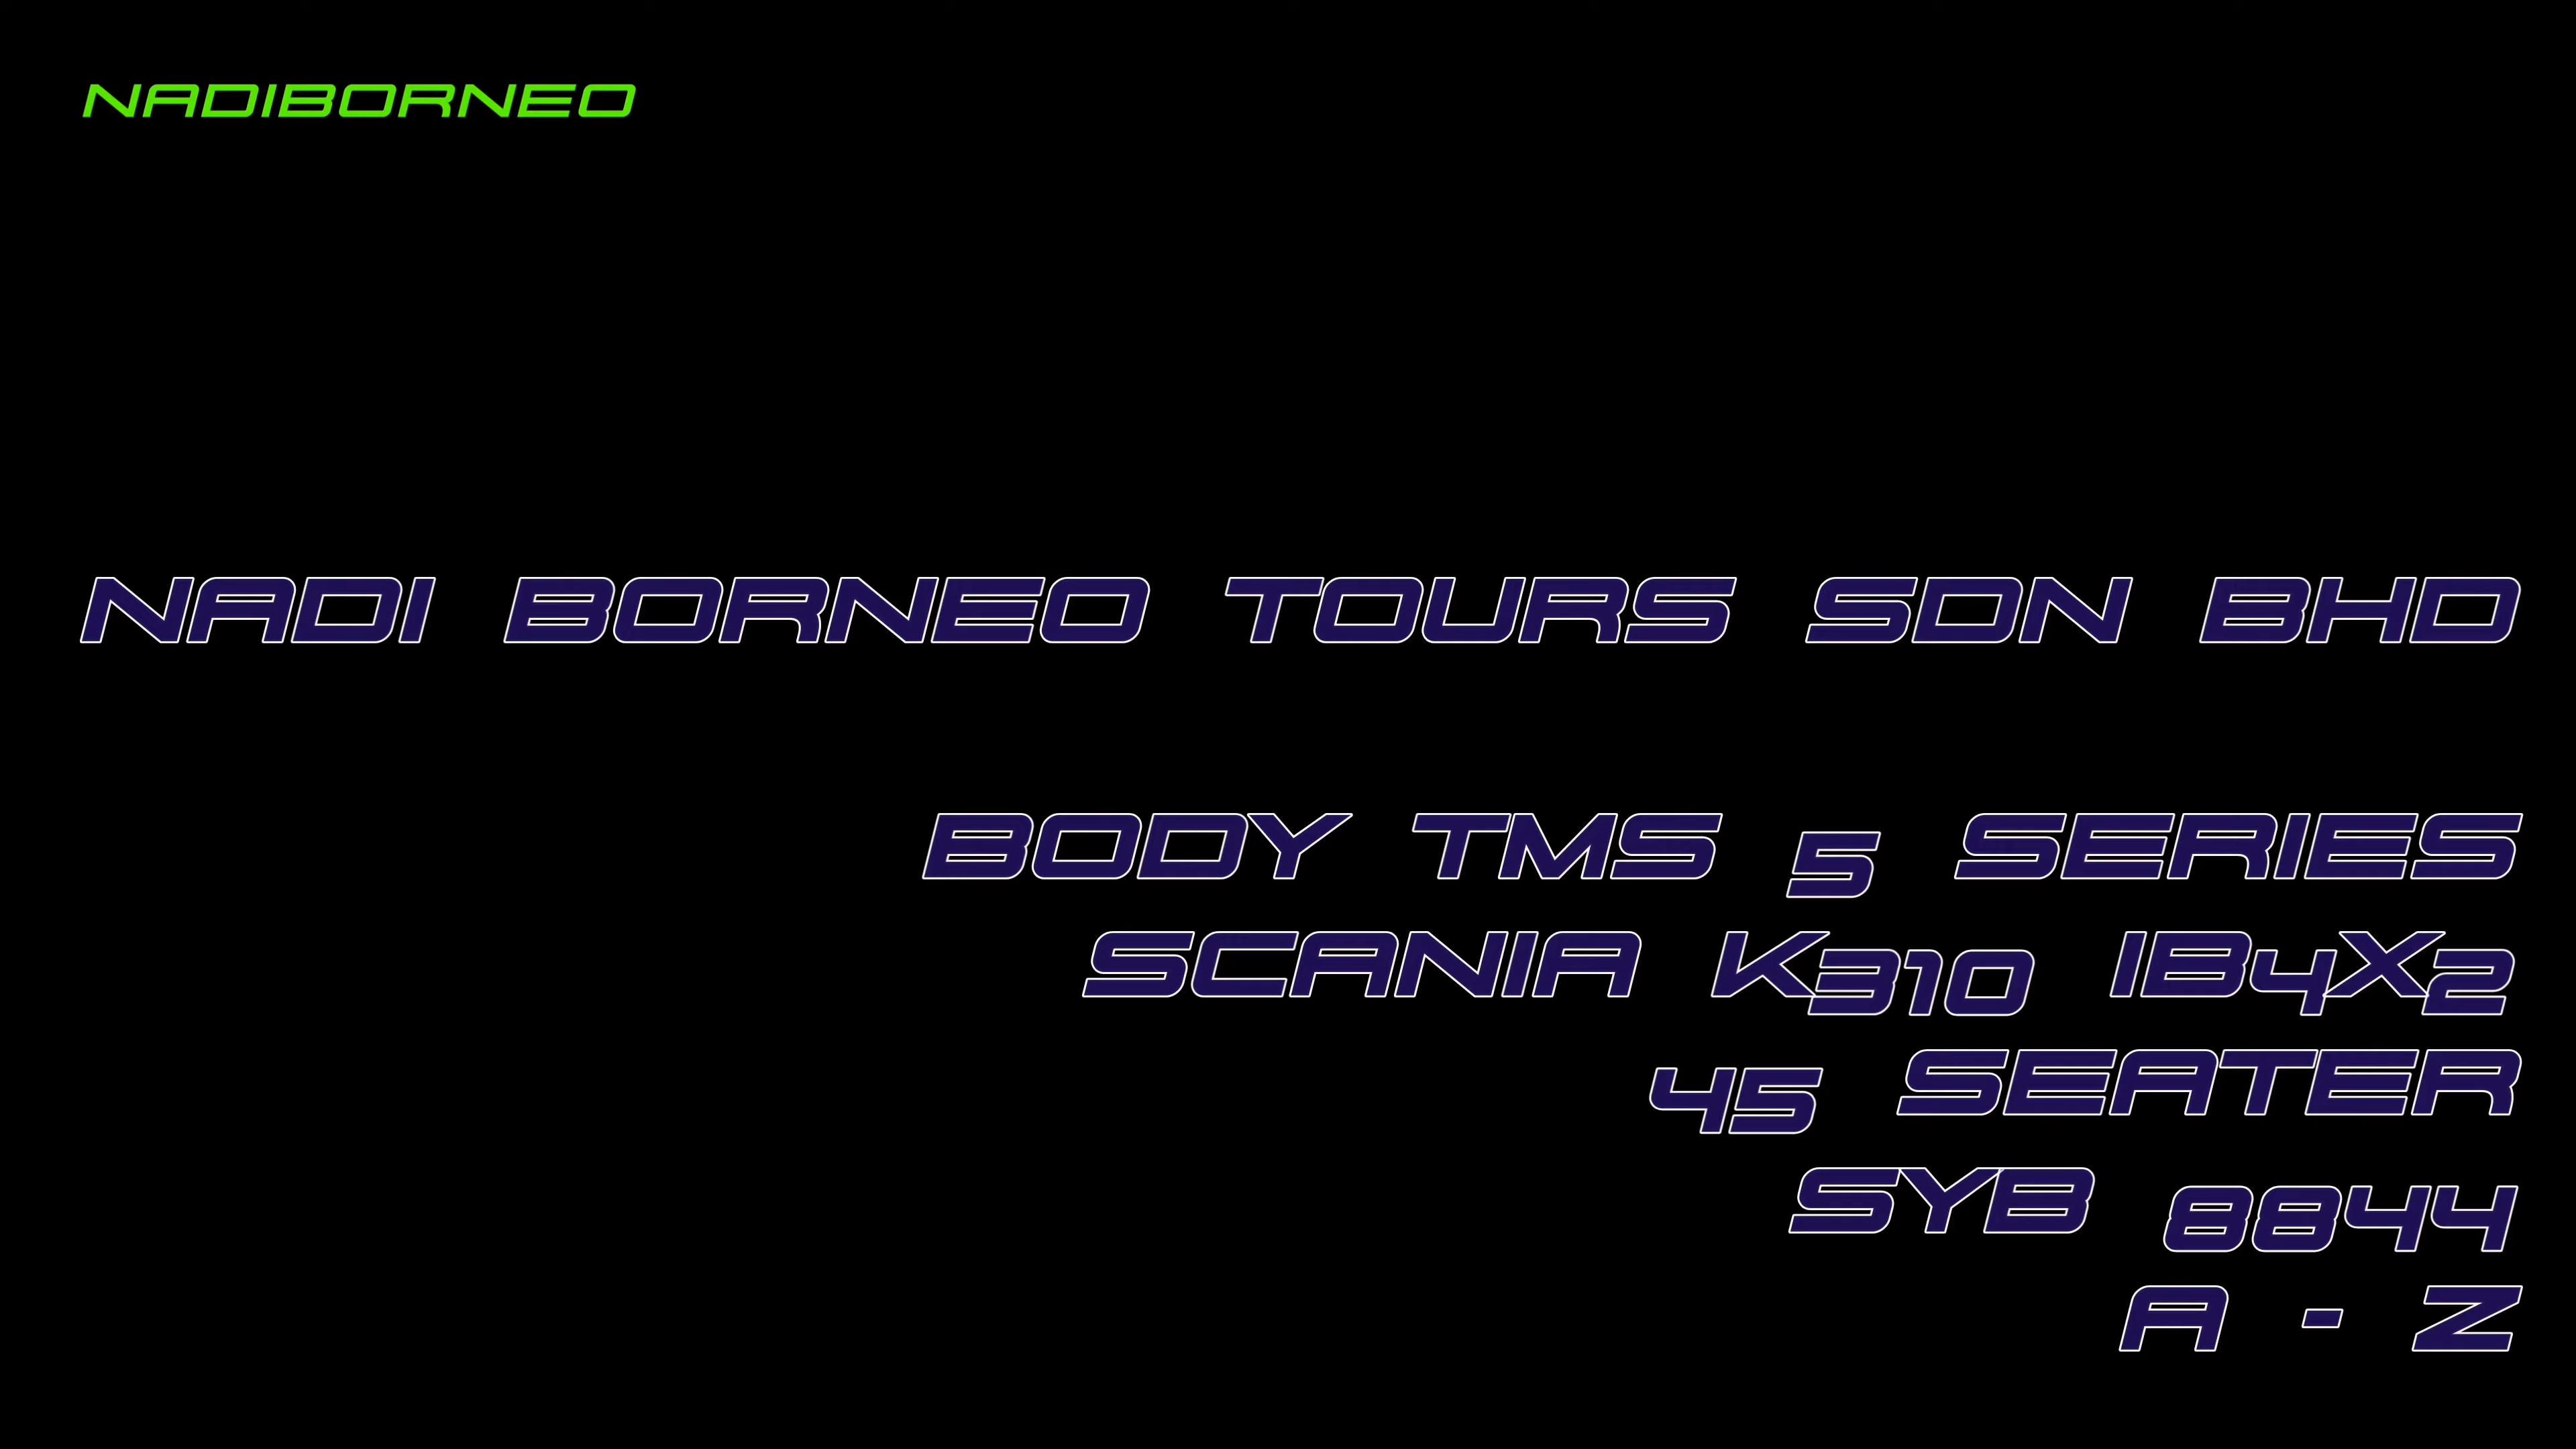 NADIBORNEO
NADI BORNEO TOURS SDN BHD
BODY TMS 5 SERIES
SCANIA K310 IB4X2
45 SEATER
SYB 8844
A - Z